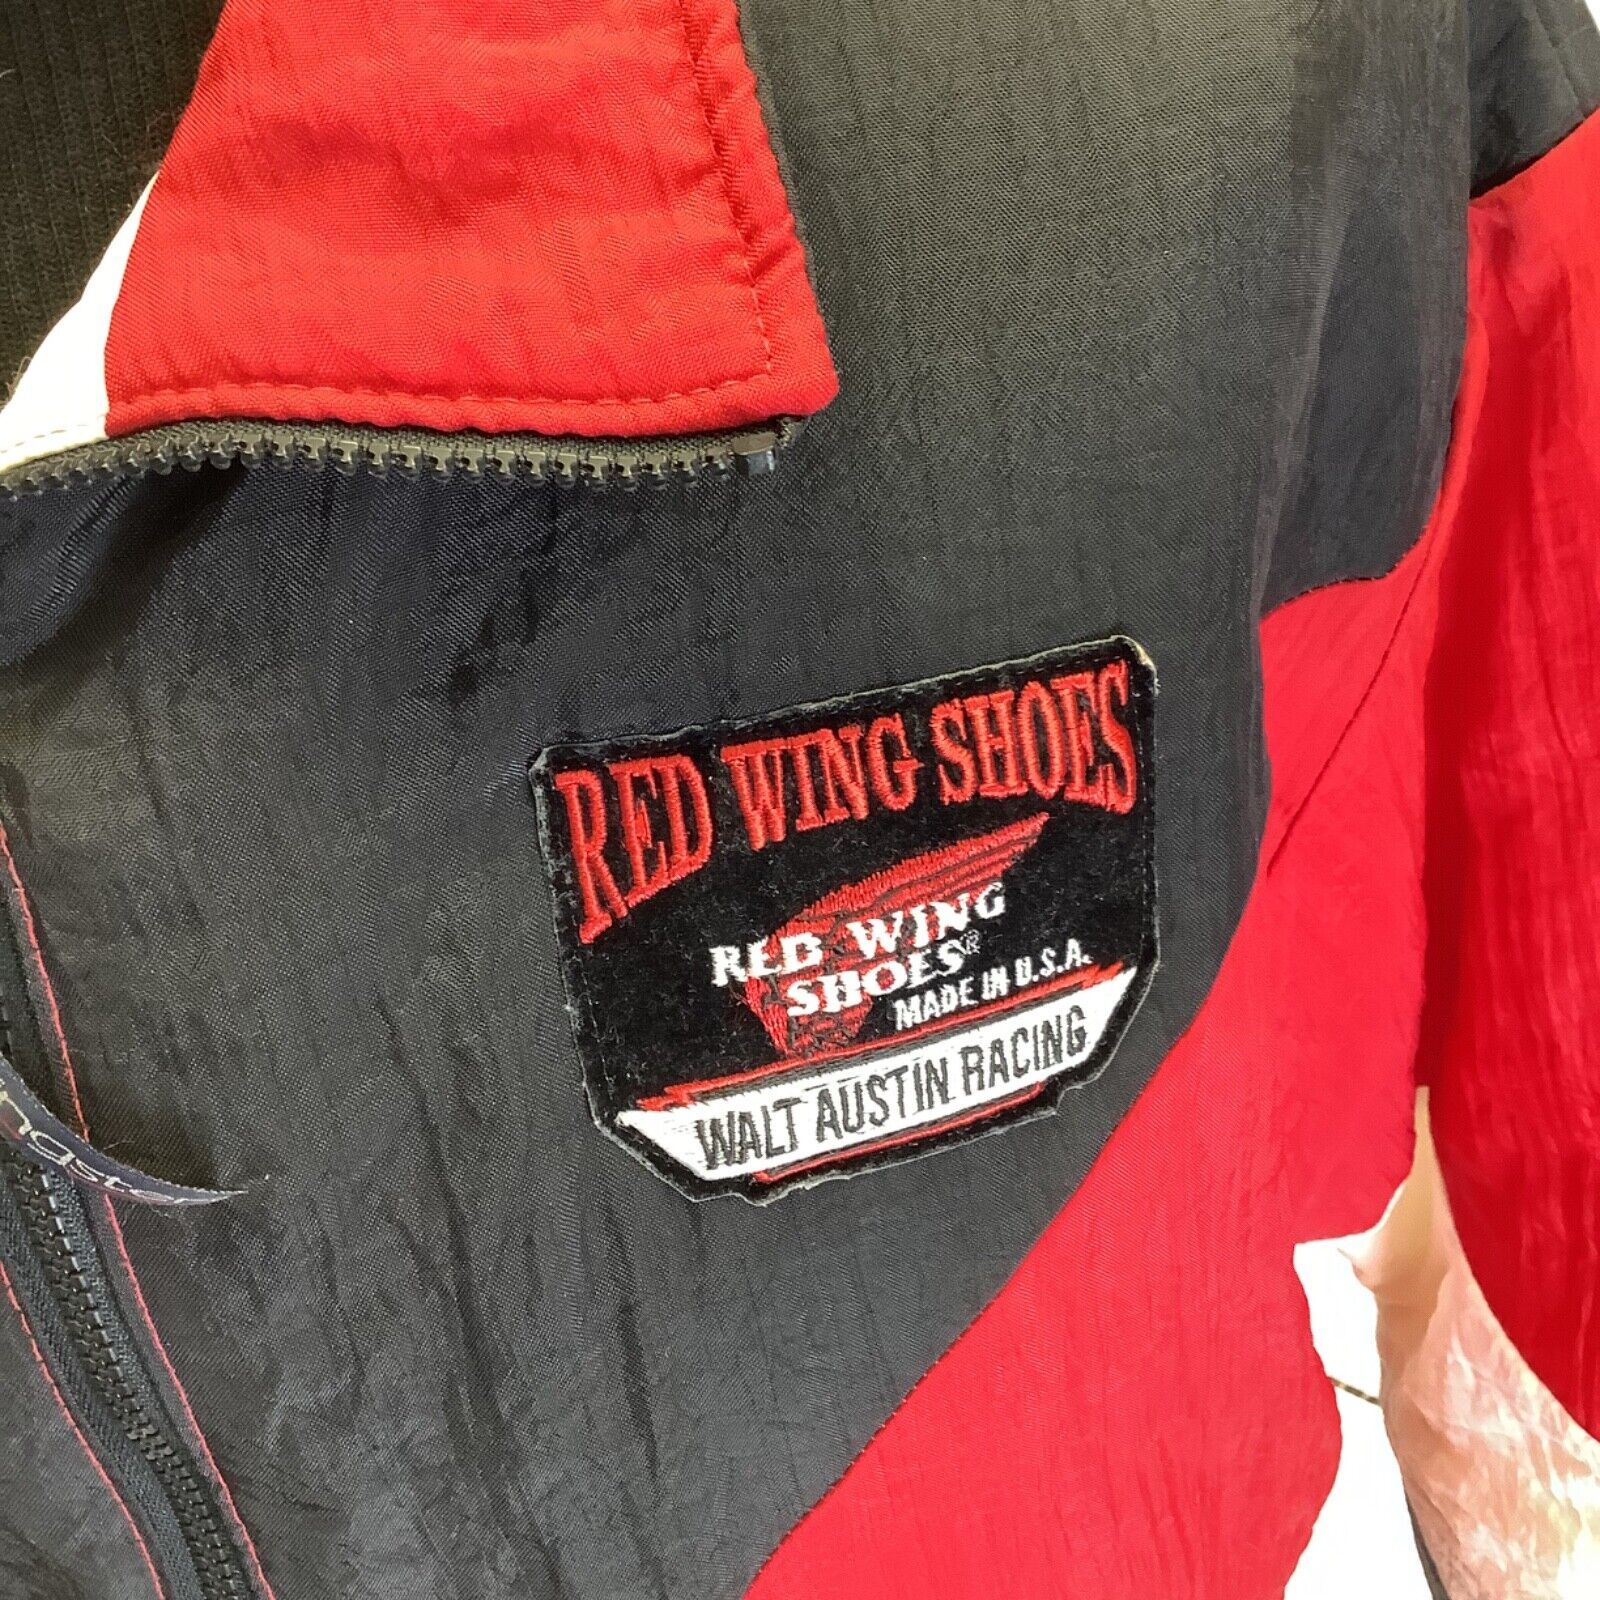 RED WING SHOES
RED WING
SHOES®
MADE IN U.S.A.
WALT AUSTIN RACING